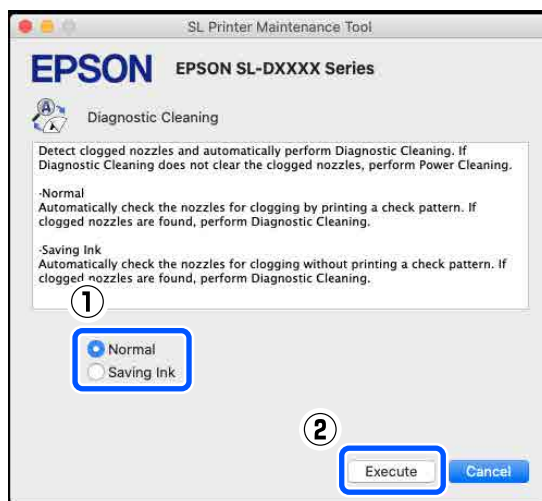 SL Printer Maintenance Tool
EPSON EPSON SL-DXXXX Series
A
Diagnostic Cleaning
Detect clogged nozzles and automatically perform Diagnostic Cleaning. If
Diagnostic Cleaning does not clear the clogged nozzles, perform Power Cleaning.
-Normal
Automatically check the nozzles for clogging by printing a check pattern. If
clogged nozzles are found, perform Diagnostic Cleaning.
-Saving Ink
Automatically check the nozzles for clogging without printing a check pattern. If
clogged nozzles are found, perform Diagnostic Cleaning.
①
Normal
Saving Ink
②
Execute Cancel